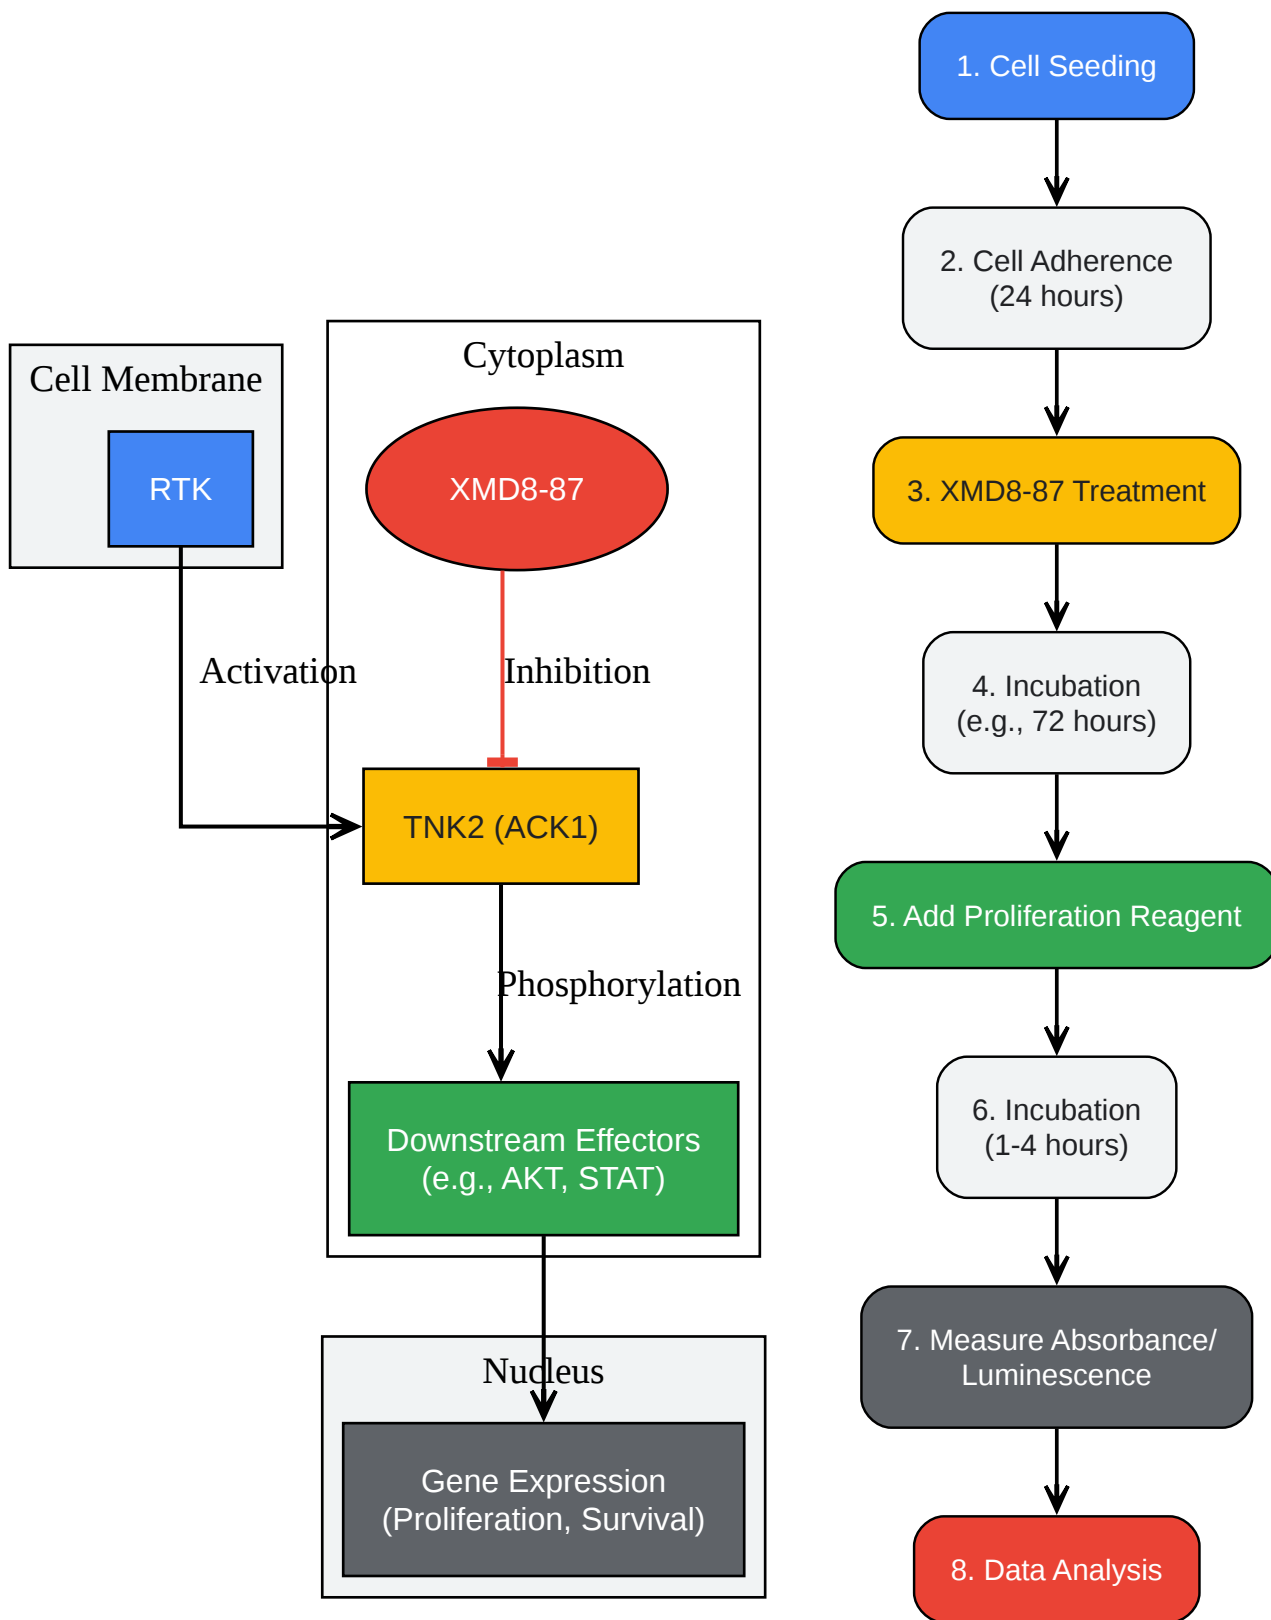 Cell Membrane
RTK
Activation
Cytoplasm
XMD8-87
Inhibition
TNK2 (ACK1)
Phosphorylation
Downstream Effectors
(e.g., AKT, STAT)
Nucleus
Gene Expression
(Proliferation, Survival)
1. Cell Seeding
2. Cell Adherence
(24 hours)
3. XMD8-87 Treatment
4. Incubation
(e.g., 72 hours)
5. Add Proliferation Reagent
6. Incubation
(1-4 hours)
7. Measure Absorbance/
Luminescence
8. Data Analysis